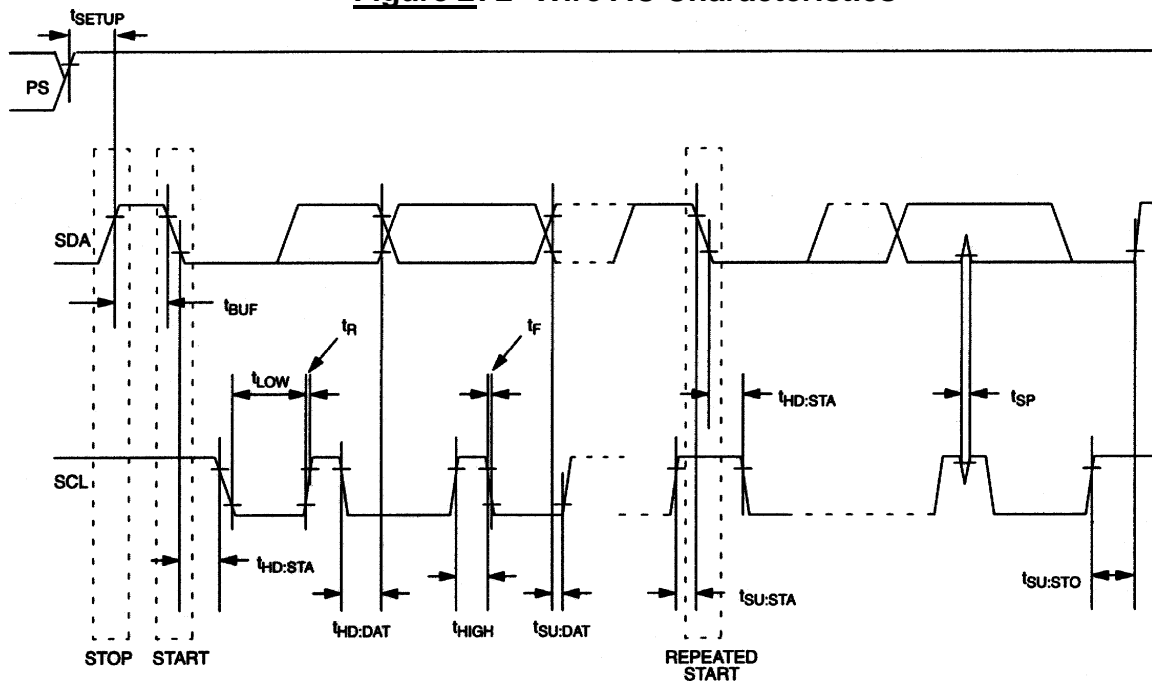 Figure 2. 2-Wire AC Characteristics
tSETUP
PS
SDA
tBUF
tR
tF
tLOW
tHD:STA
tSP
SCL
tHD:STA
tSU:STO
tSU:STA
tHD:DAT
tHIGH
tSU:DAT
STOP
START
REPEATED
START